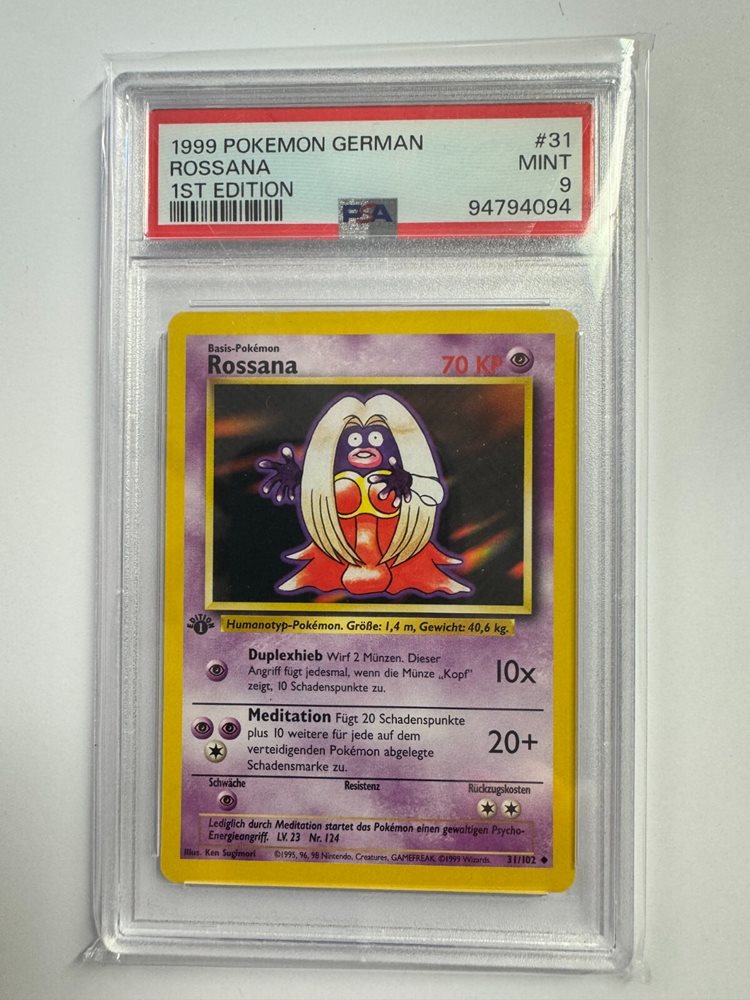 1999 POKEMON GERMAN #31
ROSSANA MINT
1ST EDITION 9
PSA 94794094
Basis-Pokémon
Rossana 70 KP
EDITION 1
Humanotyp-Pokémon. Größe: 1,4 m, Gewicht: 40,6 kg.
Duplexhieb Wirf 2 Münzen. Dieser
Angriff fügt jedesmal, wenn die Münze „Kopf"
zeigt, 10 Schadenspunkte zu.
10x
Meditation Fügt 20 Schadenspunkte
plus 10 weitere für jede auf dem
verteidigenden Pokémon abgelegte
Schadensmarke zu.
20+
Schwäche Resistenz Rückzugskosten
Lediglich durch Meditation startet das Pokémon einen gewaltigen Psycho-
Energieangriff. LV. 23 Nr. 124
Illus. Ken Sugimori ©1995, 96, 98 Nintendo, Creatures, GAMEFREAK. ©1999 Wizards. 31/102